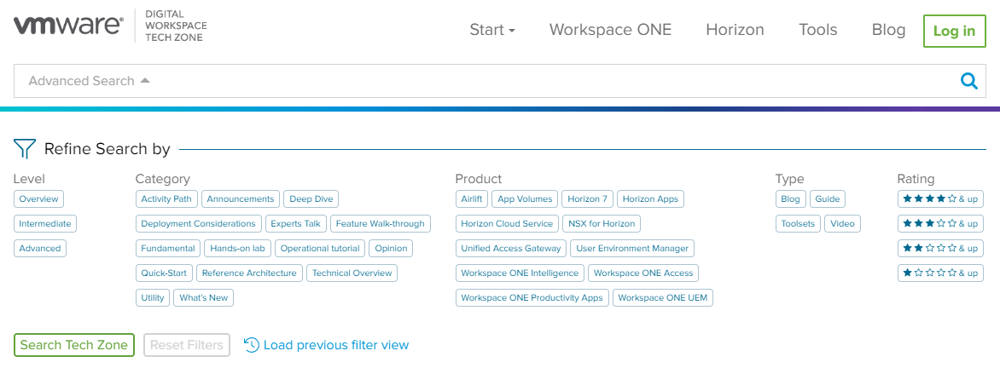 vmware®
DIGITAL
WORKSPACE
TECH ZONE
Start Workspace ONE Horizon Tools Blog Log in
Advanced Search
Refine Search by
Level Category Product Type Rating
Overview Activity Path Announcements Deep Dive Airlift App Volumes Horizon 7 Horizon Apps Blog Guide ★★★★☆ & up
Intermediate Deployment Considerations Experts Talk Feature Walk-through Horizon Cloud Service NSX for Horizon Toolsets Video ★★★☆☆ & up
Advanced Fundamental Hands-on lab Operational tutorial Opinion Unified Access Gateway User Environment Manager ★★☆☆☆ & up
Quick-Start Reference Architecture Technical Overview Workspace ONE Intelligence Workspace ONE Access ★☆☆☆☆ & up
Utility What's New Workspace ONE Productivity Apps Workspace ONE UEM
Search Tech Zone Reset Filters Load previous filter view